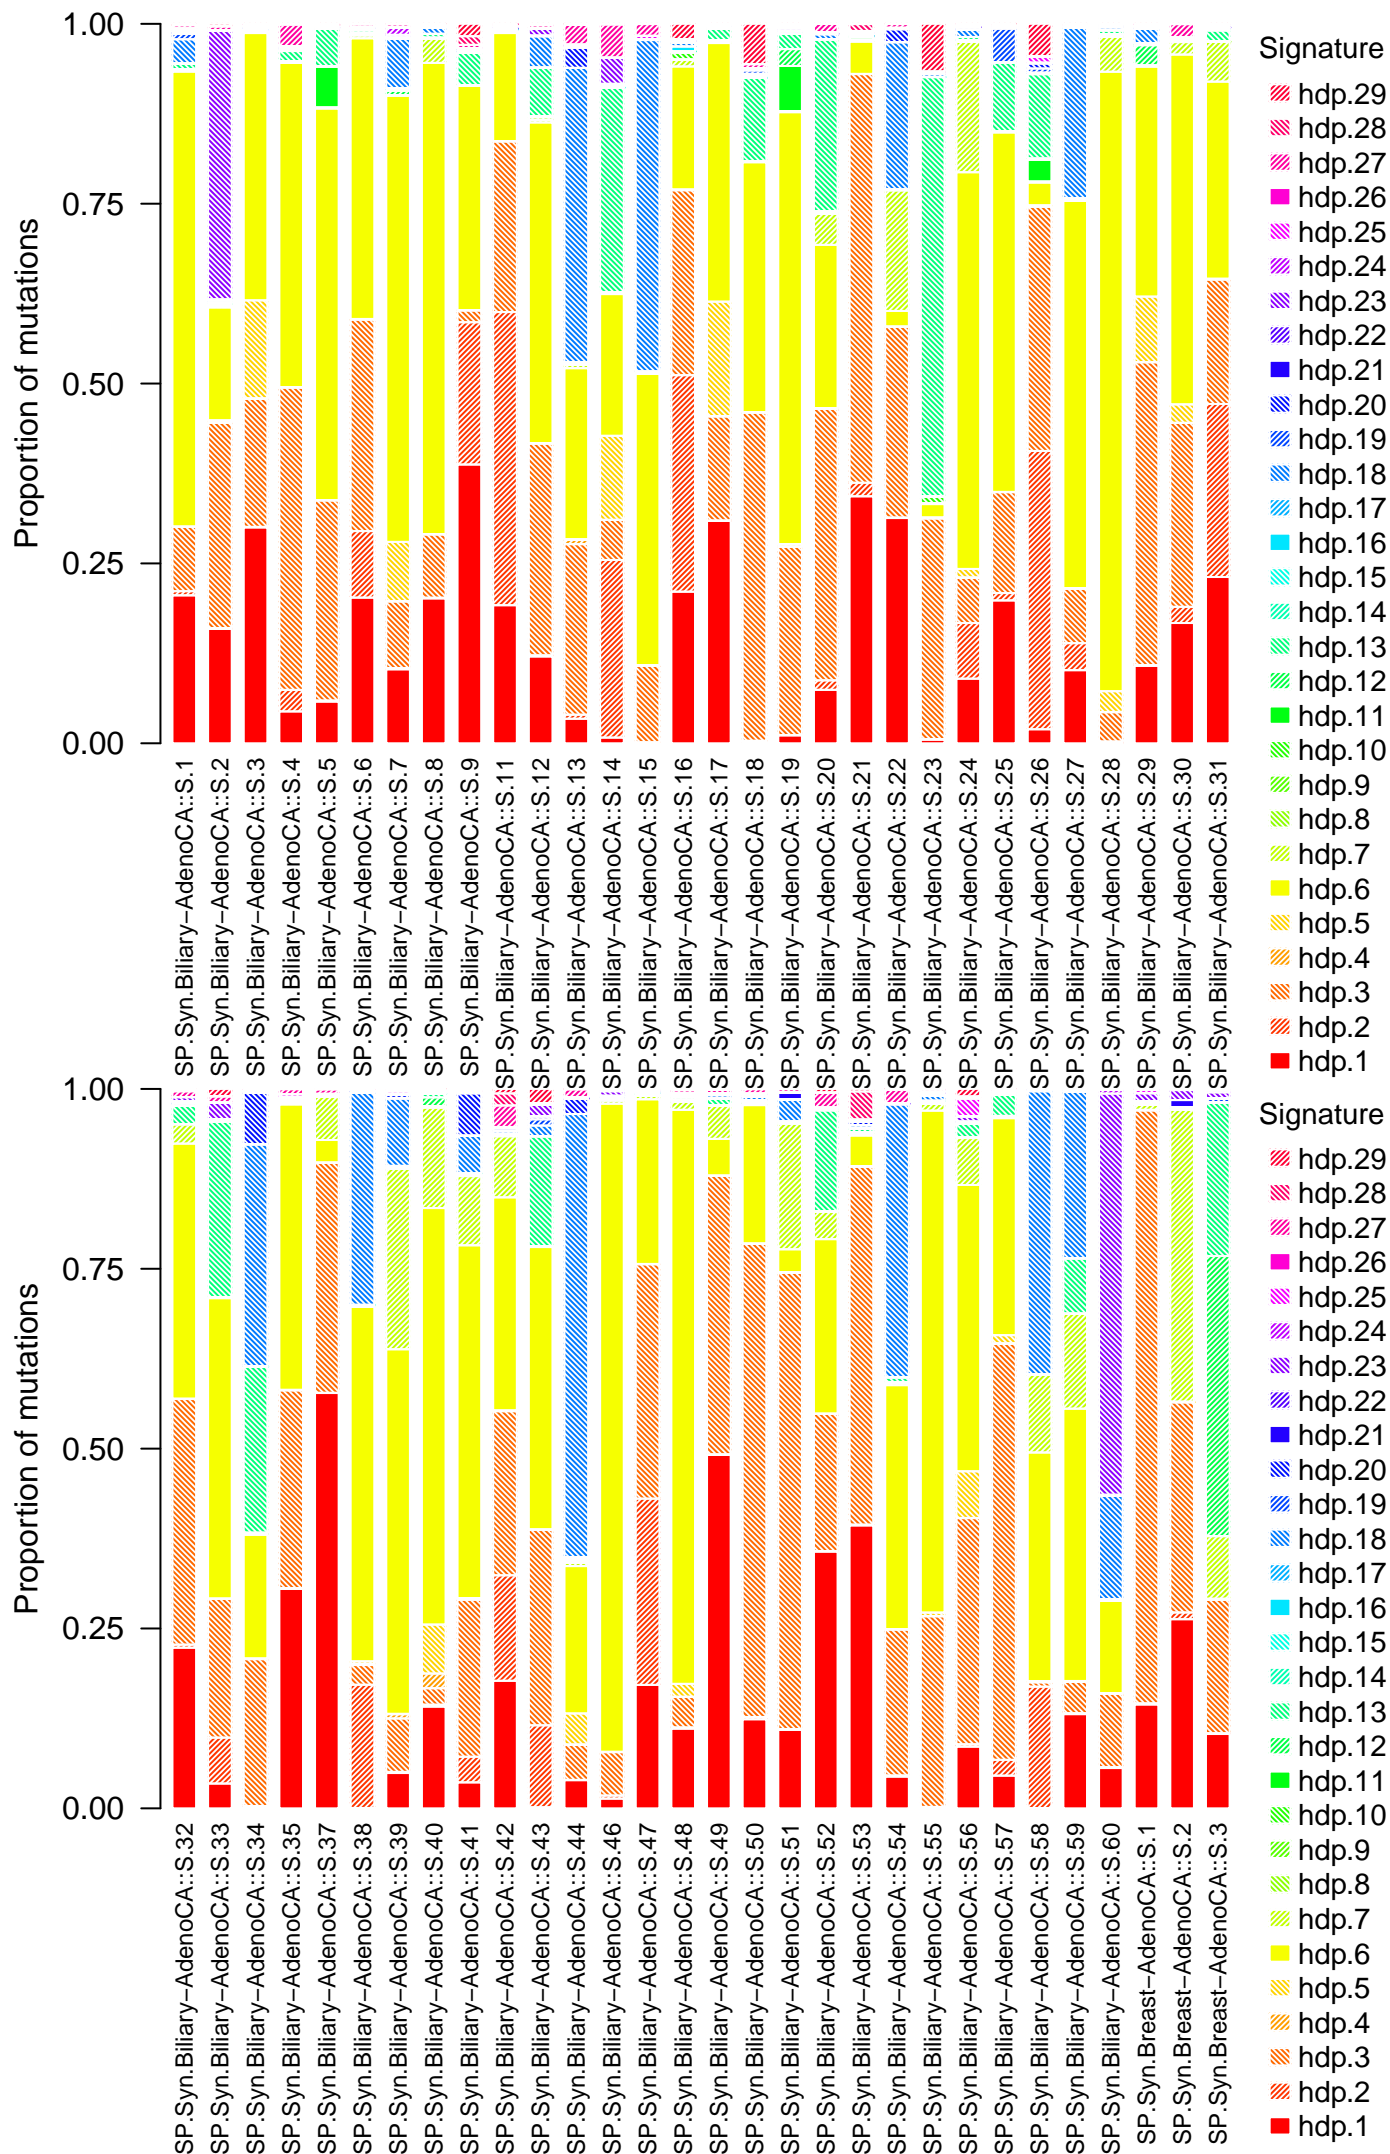 Proportion of mutations
1.00
0.75
0.50
0.25
0.00
SP.Syn.Biliary−AdenoCA::S.1
SP.Syn.Biliary−AdenoCA::S.2
SP.Syn.Biliary−AdenoCA::S.3
SP.Syn.Biliary−AdenoCA::S.4
SP.Syn.Biliary−AdenoCA::S.5
SP.Syn.Biliary−AdenoCA::S.6
SP.Syn.Biliary−AdenoCA::S.7
SP.Syn.Biliary−AdenoCA::S.8
SP.Syn.Biliary−AdenoCA::S.9
SP.Syn.Biliary−AdenoCA::S.11
SP.Syn.Biliary−AdenoCA::S.12
SP.Syn.Biliary−AdenoCA::S.13
SP.Syn.Biliary−AdenoCA::S.14
SP.Syn.Biliary−AdenoCA::S.15
SP.Syn.Biliary−AdenoCA::S.16
SP.Syn.Biliary−AdenoCA::S.17
SP.Syn.Biliary−AdenoCA::S.18
SP.Syn.Biliary−AdenoCA::S.19
SP.Syn.Biliary−AdenoCA::S.20
SP.Syn.Biliary−AdenoCA::S.21
SP.Syn.Biliary−AdenoCA::S.22
SP.Syn.Biliary−AdenoCA::S.23
SP.Syn.Biliary−AdenoCA::S.24
SP.Syn.Biliary−AdenoCA::S.25
SP.Syn.Biliary−AdenoCA::S.26
SP.Syn.Biliary−AdenoCA::S.27
SP.Syn.Biliary−AdenoCA::S.28
SP.Syn.Biliary−AdenoCA::S.29
SP.Syn.Biliary−AdenoCA::S.30
SP.Syn.Biliary−AdenoCA::S.31
Signature
hdp.29
hdp.28
hdp.27
hdp.26
hdp.25
hdp.24
hdp.23
hdp.22
hdp.21
hdp.20
hdp.19
hdp.18
hdp.17
hdp.16
hdp.15
hdp.14
hdp.13
hdp.12
hdp.11
hdp.10
hdp.9
hdp.8
hdp.7
hdp.6
hdp.5
hdp.4
hdp.3
hdp.2
hdp.1
Proportion of mutations
1.00
0.75
0.50
0.25
0.00
SP.Syn.Biliary−AdenoCA::S.32
SP.Syn.Biliary−AdenoCA::S.33
SP.Syn.Biliary−AdenoCA::S.34
SP.Syn.Biliary−AdenoCA::S.35
SP.Syn.Biliary−AdenoCA::S.37
SP.Syn.Biliary−AdenoCA::S.38
SP.Syn.Biliary−AdenoCA::S.39
SP.Syn.Biliary−AdenoCA::S.40
SP.Syn.Biliary−AdenoCA::S.41
SP.Syn.Biliary−AdenoCA::S.42
SP.Syn.Biliary−AdenoCA::S.43
SP.Syn.Biliary−AdenoCA::S.44
SP.Syn.Biliary−AdenoCA::S.46
SP.Syn.Biliary−AdenoCA::S.47
SP.Syn.Biliary−AdenoCA::S.48
SP.Syn.Biliary−AdenoCA::S.49
SP.Syn.Biliary−AdenoCA::S.50
SP.Syn.Biliary−AdenoCA::S.51
SP.Syn.Biliary−AdenoCA::S.52
SP.Syn.Biliary−AdenoCA::S.53
SP.Syn.Biliary−AdenoCA::S.54
SP.Syn.Biliary−AdenoCA::S.55
SP.Syn.Biliary−AdenoCA::S.56
SP.Syn.Biliary−AdenoCA::S.57
SP.Syn.Biliary−AdenoCA::S.58
SP.Syn.Biliary−AdenoCA::S.59
SP.Syn.Biliary−AdenoCA::S.60
SP.Syn.Breast−AdenoCA::S.1
SP.Syn.Breast−AdenoCA::S.2
SP.Syn.Breast−AdenoCA::S.3
Signature
hdp.29
hdp.28
hdp.27
hdp.26
hdp.25
hdp.24
hdp.23
hdp.22
hdp.21
hdp.20
hdp.19
hdp.18
hdp.17
hdp.16
hdp.15
hdp.14
hdp.13
hdp.12
hdp.11
hdp.10
hdp.9
hdp.8
hdp.7
hdp.6
hdp.5
hdp.4
hdp.3
hdp.2
hdp.1